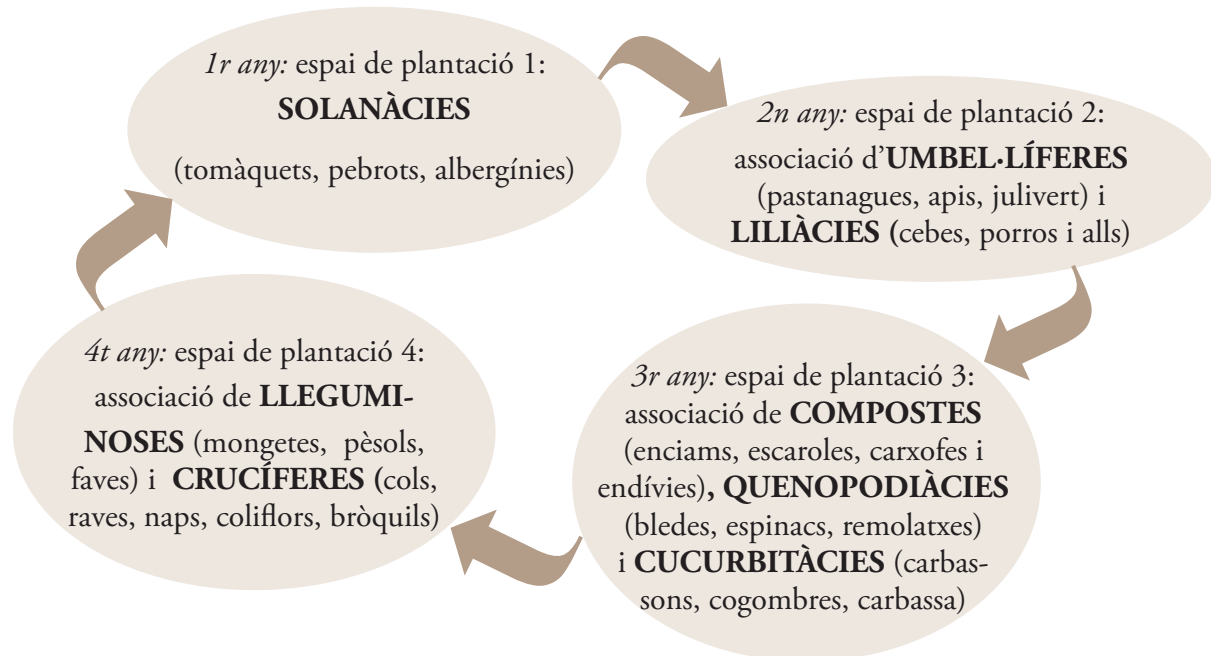 1r any: espai de plantació 1:
SOLANÀCIES
(tomàquets, pebrots, albergínies)
2n any: espai de plantació 2:
associació d'UMBEL·LÍFERES
(pastanagues, apis, julivert) i
LILIÀCIES (cebes, porros i alls)
3r any: espai de plantació 3:
associació de COMPOSTES
(enciams, escaroles, carxofes i
endívies), QUENOPODIÀCIES
(bledes, espinacs, remolatxes)
i CUCURBITÀCIES (carbas-
sons, cogombres, carbassa)
4t any: espai de plantació 4:
associació de LLEGUMI-
NOSES (mongetes, pèsols,
faves) i CRUCÍFERES (cols,
raves, naps, coliflors, bròquils)